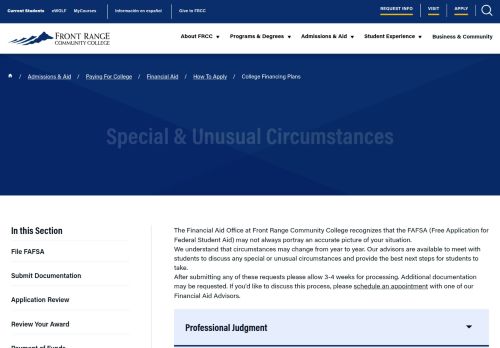 Current Students eWOLF MyCourses Información en español Give to FRCC REQUEST INFO VISIT APPLY
FRONT RANGE
COMMUNITY COLLEGE
About FRCC Programs & Degrees Admissions & Aid Student Experience Business & Community
/ Admissions & Aid / Paying For College / Financial Aid / How To Apply / College Financing Plans
Special & Unusual Circumstances
In this Section
File FAFSA
Submit Documentation
Application Review
Review Your Award
Payment of Funds
The Financial Aid Office at Front Range Community College recognizes that the FAFSA (Free Application for
Federal Student Aid) may not always portray an accurate picture of your situation.
We understand that circumstances may change from year to year. Our advisors are available to meet with
students to discuss any special or unusual circumstances and provide the best next steps for students to
take.
After submitting any of these requests please allow 3-4 weeks for processing. Additional documentation
may be requested. If you'd like to discuss this process, please schedule an appointment with one of our
Financial Aid Advisors.
Professional Judgment